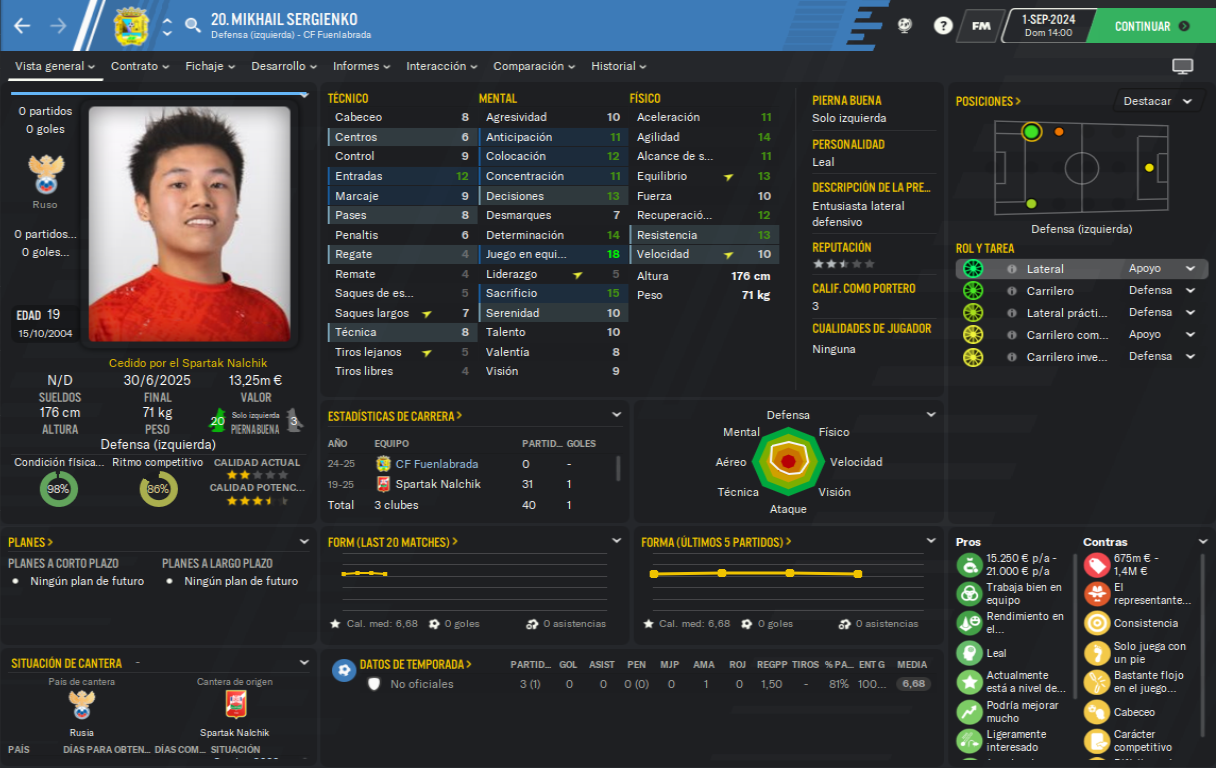 20. MIKHAIL SERGIENKO
Defensa (izquierda) - CF Fuenlabrada
FM
1-SEP-2024
Dom 14:00
CONTINUAR
Vista general
Contrato
Fichaje
Desarrollo
Informes
Interacción
Comparación
Historial
0 partidos
0 goles
Ruso
0 partidos...
0 goles...
EDAD 19
15/10/2004
Cedido por el Spartak Nalchik
N/D 30/6/2025 13,25m €
SUELDOS FINAL VALOR
176 cm 71 kg 20 Solo izquierda 3
ALTURA PESO PIERNA BUENA
Defensa (izquierda)
Condición física... Ritmo competitivo CALIDAD ACTUAL
98% 86%
CALIDAD POTENC...
TÉCNICO
Cabeceo 8
Centros 6
Control 9
Entradas 12
Marcaje 9
Pases 8
Penaltis 6
Regate 4
Remate 4
Saques de es... 5
Saques largos 7
Técnica 8
Tiros lejanos 5
Tiros libres 4
MENTAL
Agresividad 10
Anticipación 11
Colocación 12
Concentración 11
Decisiones 13
Desmarques 7
Determinación 14
Juego en equi... 18
Liderazgo 5
Sacrificio 15
Serenidad 10
Talento 10
Valentía 8
Visión 9
FÍSICO
Aceleración 11
Agilidad 14
Alcance de s... 11
Equilibrio 13
Fuerza 10
Recuperació... 12
Resistencia 13
Velocidad 10
Altura 176 cm
Peso 71 kg
PIERNA BUENA
Solo izquierda
PERSONALIDAD
Leal
DESCRIPCIÓN DE LA PRE...
Entusiasta lateral
defensivo
REPUTACIÓN
CALIF. COMO PORTERO
3
CUALIDADES DE JUGADOR
Ninguna
POSICIONES >
Destacar
Defensa (izquierda)
ROL Y TAREA
Lateral Apoyo
Carrilero Defensa
Lateral prácti... Defensa
Carrilero com... Apoyo
Carrilero inve... Defensa
ESTADÍSTICAS DE CARRERA >
AÑO EQUIPO PARTID... GOLES
24-25 CF Fuenlabrada 0 -
19-25 Spartak Nalchik 31 1
Total 3 clubes 40 1
Defensa
Mental Físico
Aéreo Velocidad
Técnica Visión
Ataque
PLANES >
PLANES A CORTO PLAZO PLANES A LARGO PLAZO
Ningún plan de futuro Ningún plan de futuro
FORM (LAST 20 MATCHES) >
Cal. med: 6,68 0 goles 0 asistencias
FORMA (ÚLTIMOS 5 PARTIDOS) >
Cal. med: 6,68 0 goles 0 asistencias
SITUACIÓN DE CANTERA -
País de cantera Cantera de origen
Rusia Spartak Nalchik
PAÍS DÍAS PARA OBTEN... DÍAS COM... SITUACIÓN
DATOS DE TEMPORADA > PARTID... GOL ASIST PEN MJP AMA ROJ REGPP TIROS % PA... ENT G MEDIA
No oficiales 3 (1) 0 0 0 (0) 0 1 0 1,50 - 81% 100... 6,68
Pros
15.250 € p/a -
21.000 € p/a
Trabaja bien en
equipo
Rendimiento en
el...
Leal
Actualmente
está a nivel de...
Podría mejorar
mucho
Ligeramente
interesado
Contras
675m € -
1,4M €
El
representante...
Consistencia
Solo juega con
un pie
Bastante flojo
en el juego...
Cabeceo
Carácter
competitivo